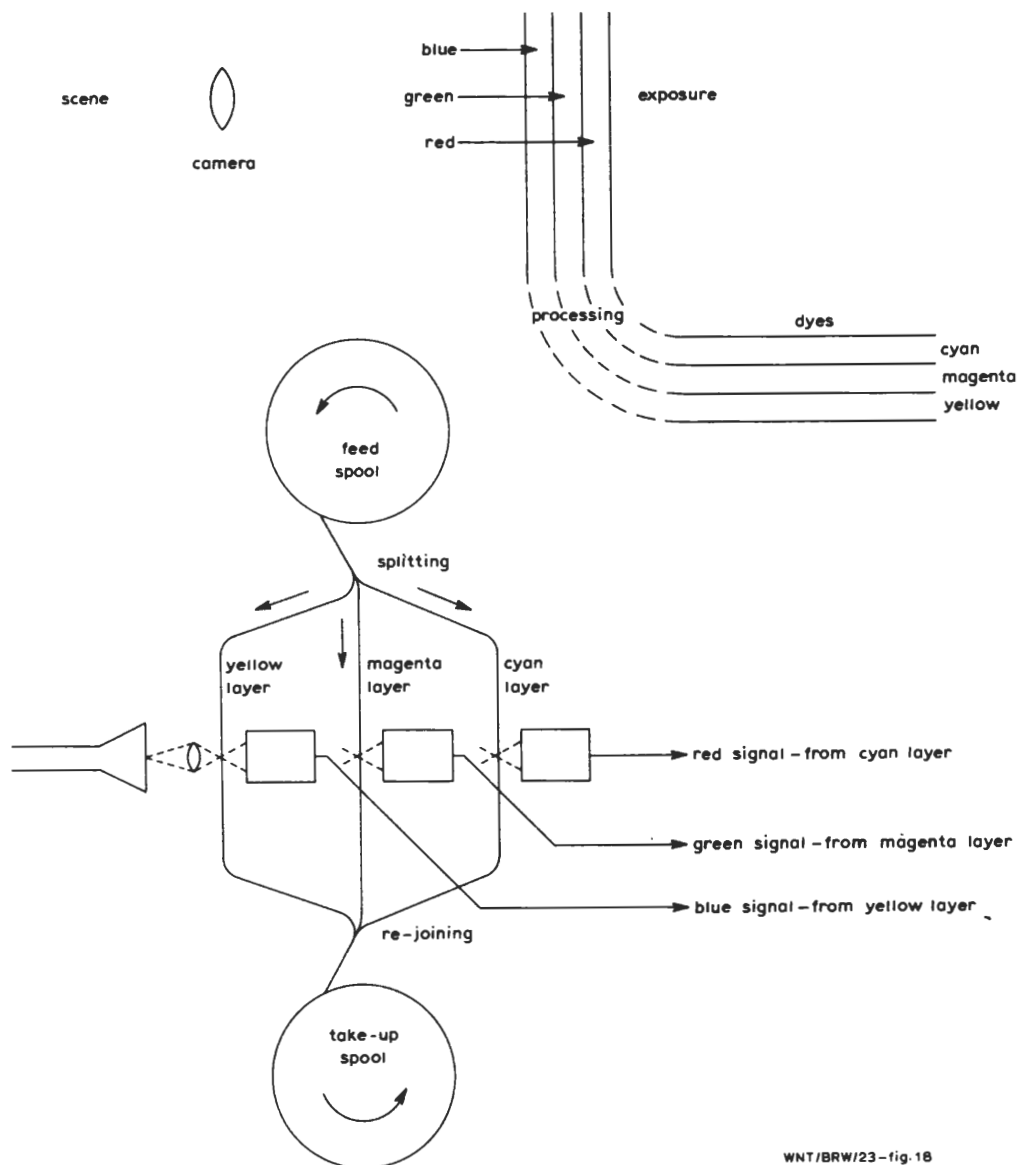 blue
green
red
scene
camera
exposure
processing
dyes
cyan
magenta
yellow
feed
spool
splitting
yellow
layer
magenta
layer
cyan
layer
red signal – from cyan layer
green signal – from magenta layer
blue signal – from yellow layer
re-joining
take-up
spool
WNT/BRW/23-fig.18